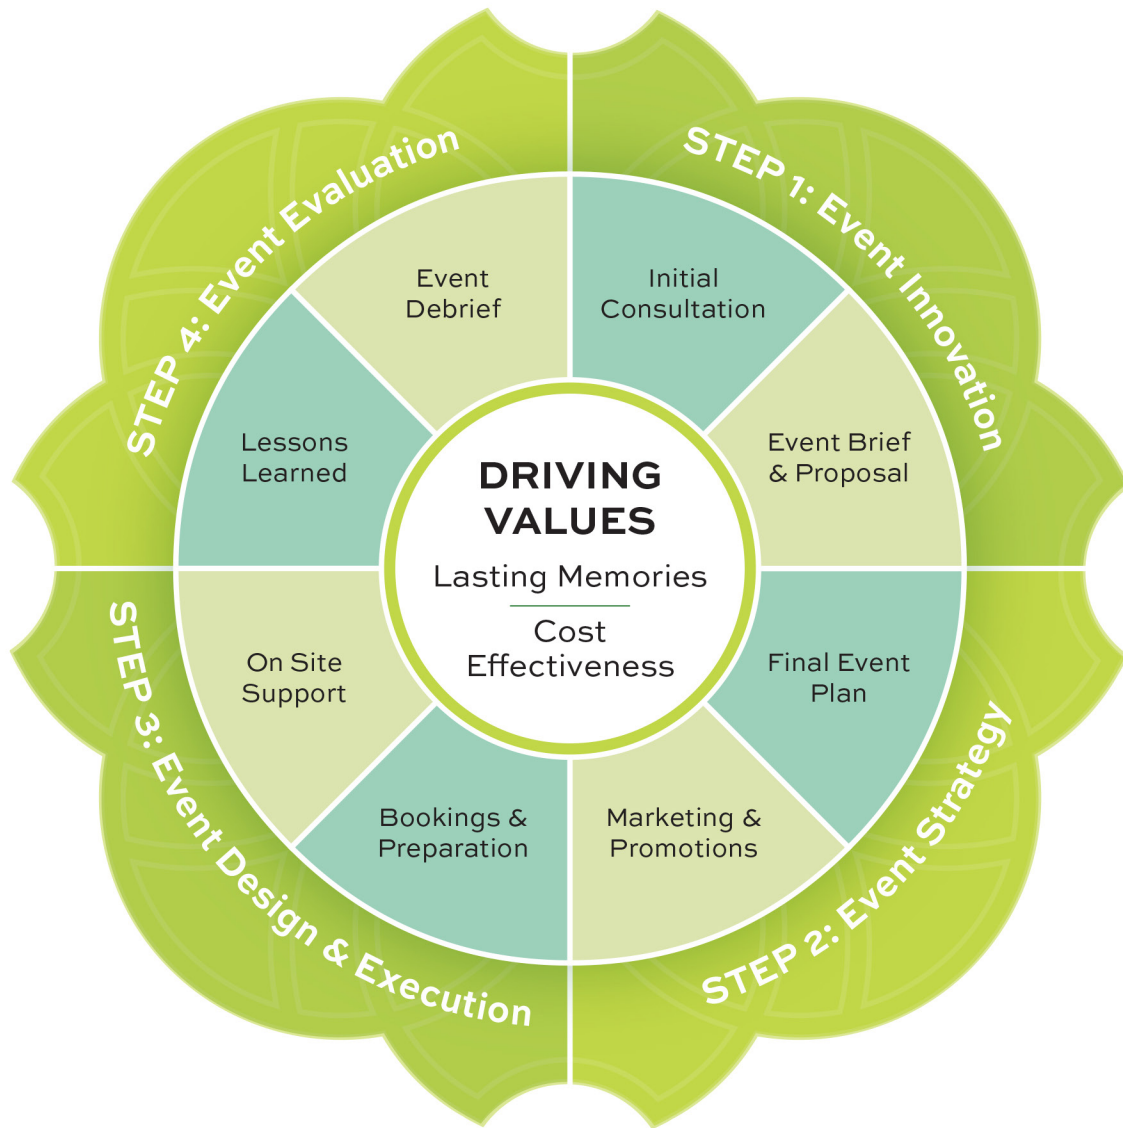 STEP 1: Event Innovation
Initial
Consultation
Event Brief
& Proposal
STEP 2: Event Strategy
Final Event
Plan
Marketing &
Promotions
STEP 3: Event Design & Execution
Bookings &
Preparation
On Site
Support
STEP 4: Event Evaluation
Lessons
Learned
Event
Debrief
DRIVING
VALUES
Lasting Memories
Cost
Effectiveness